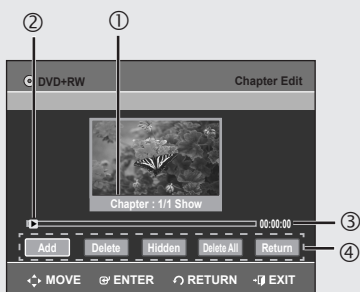 ② ①
DVD+RW Chapter Edit
Chapter : 1/1 Show
00:00:00 ③
Add Delete Hidden Delete All Return ④
MOVE ENTER RETURN EXIT